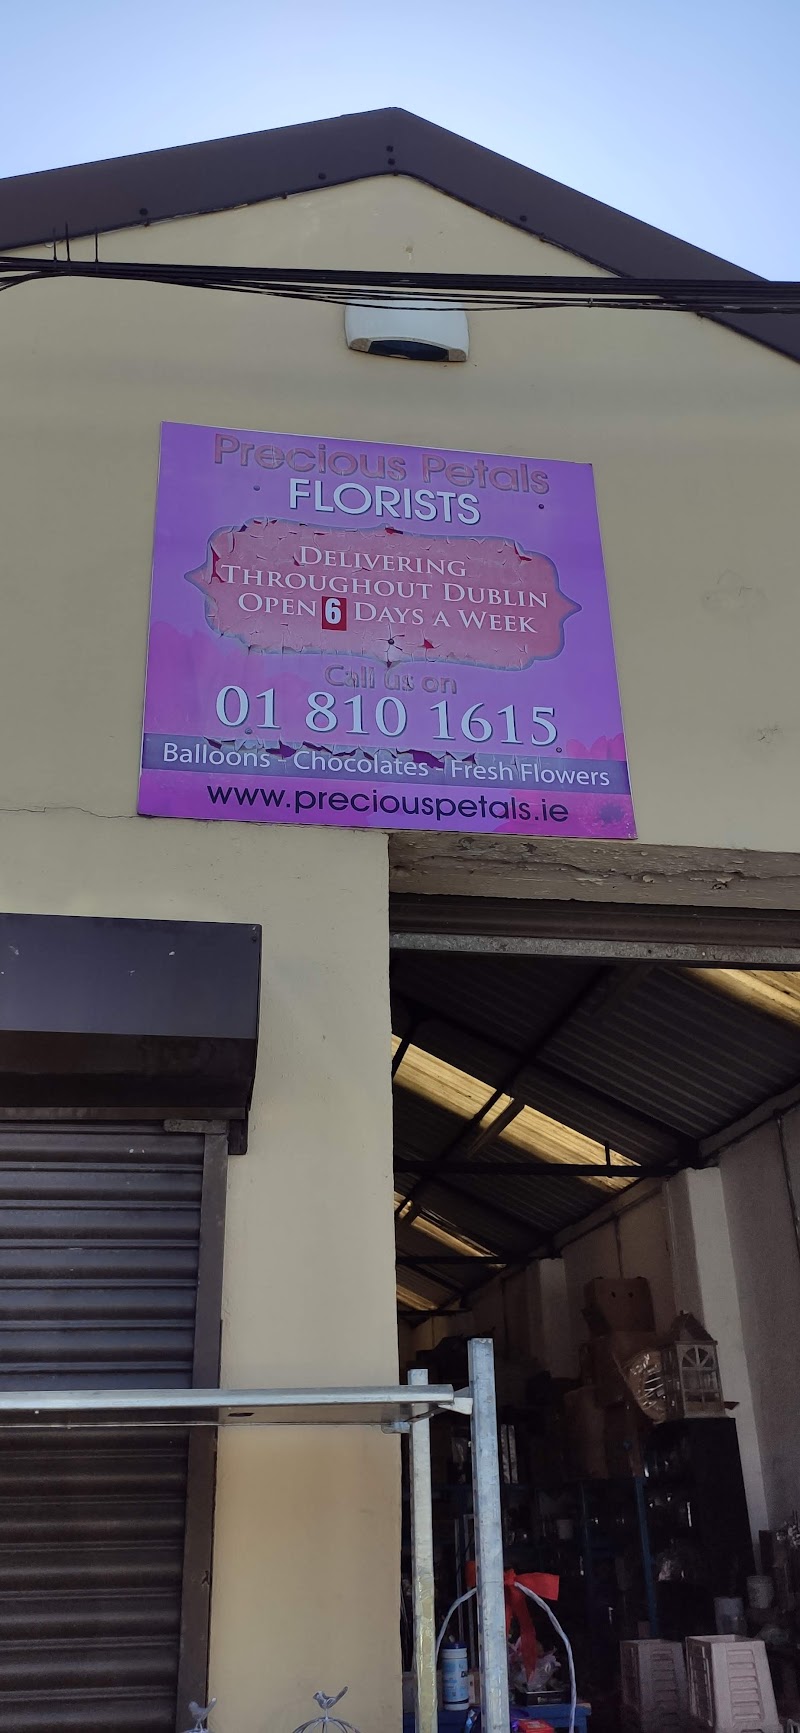 Precious Petals
FLORISTS
DELIVERING
THROUGHOUT DUBLIN
OPEN 6 DAYS A WEEK
Call us on
01 810 1615
Balloons - Chocolates - Fresh Flowers
www.preciouspetals.ie